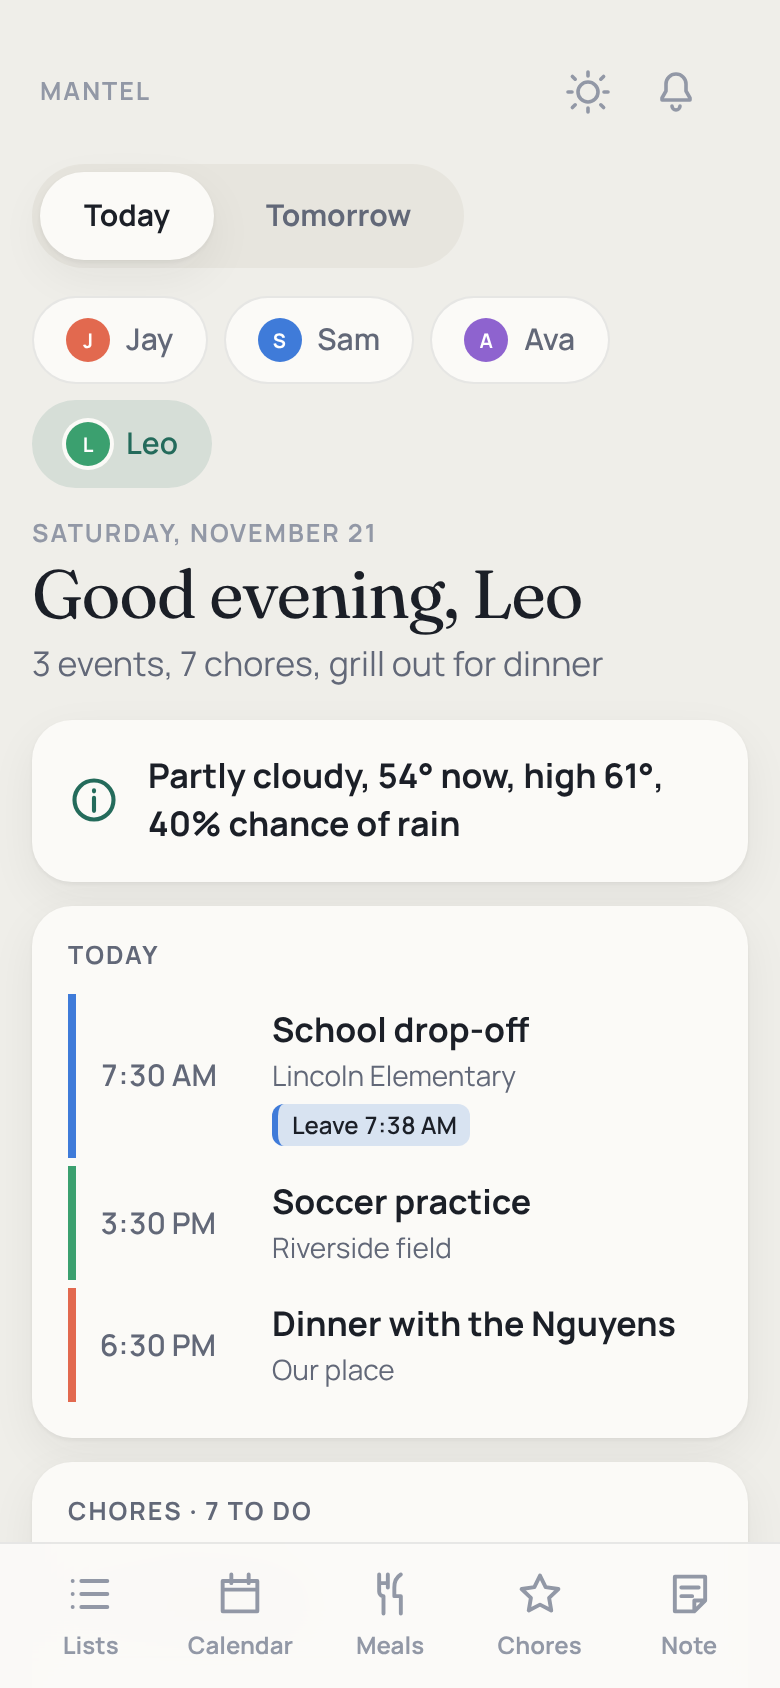 MANTEL
Today
Tomorrow
J Jay
S Sam
A Ava
L Leo
SATURDAY, NOVEMBER 21
Good evening, Leo
3 events, 7 chores, grill out for dinner
Partly cloudy, 54° now, high 61°,
40% chance of rain
TODAY
7:30 AM
School drop-off
Lincoln Elementary
Leave 7:38 AM
3:30 PM
Soccer practice
Riverside field
6:30 PM
Dinner with the Nguyens
Our place
CHORES · 7 TO DO
Lists
Calendar
Meals
Chores
Note